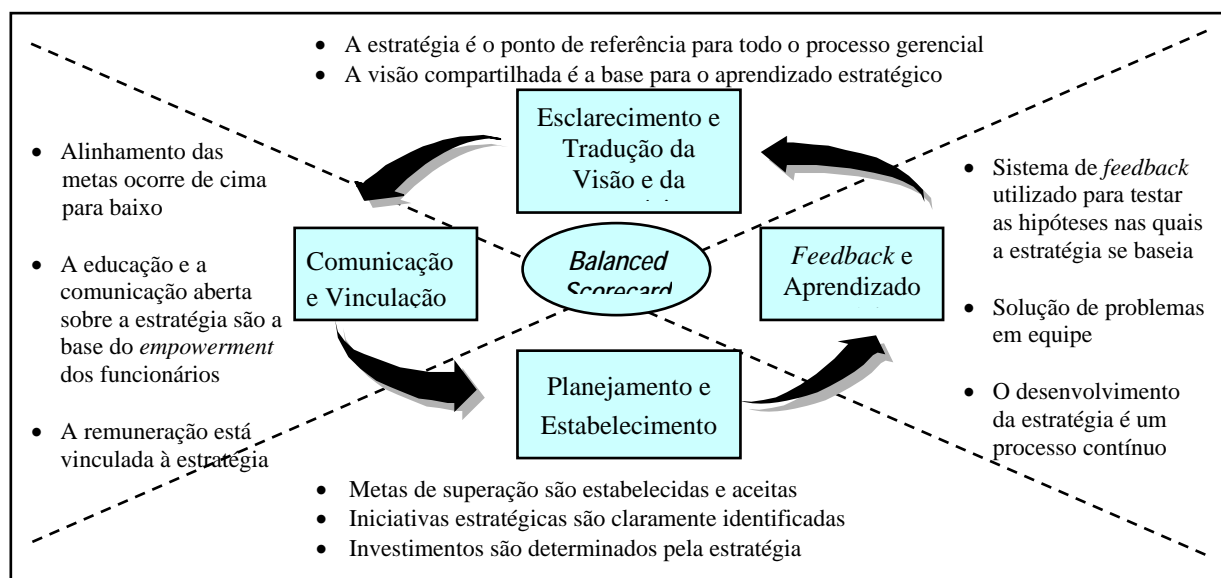 • A estratégia é o ponto de referência para todo o processo gerencial
• A visão compartilhada é a base para o aprendizado estratégico
Esclarecimento e
Tradução da
Visão e da
• Alinhamento das
metas ocorre de cima
para baixo
• A educação e a
comunicação aberta
sobre a estratégia são a
base do empowerment
dos funcionários
• A remuneração está
vinculada à estratégia
Comunicação
e Vinculação
Balanced
Scorecard
Feedback e
Aprendizado
• Sistema de feedback
utilizado para testar
as hipóteses nas quais
a estratégia se baseia
• Solução de problemas
em equipe
• O desenvolvimento
da estratégia é um
processo contínuo
Planejamento e
Estabelecimento
• Metas de superação são estabelecidas e aceitas
• Iniciativas estratégicas são claramente identificadas
• Investimentos são determinados pela estratégia